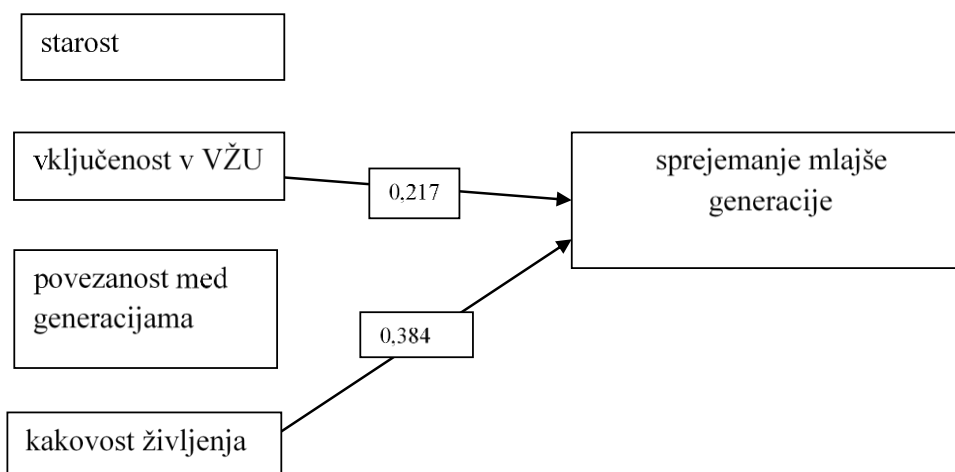 starost
vključenost v VŽU
0,217
sprejemanje mlajše
generacije
povezanost med
generacijama
0,384
kakovost življenja